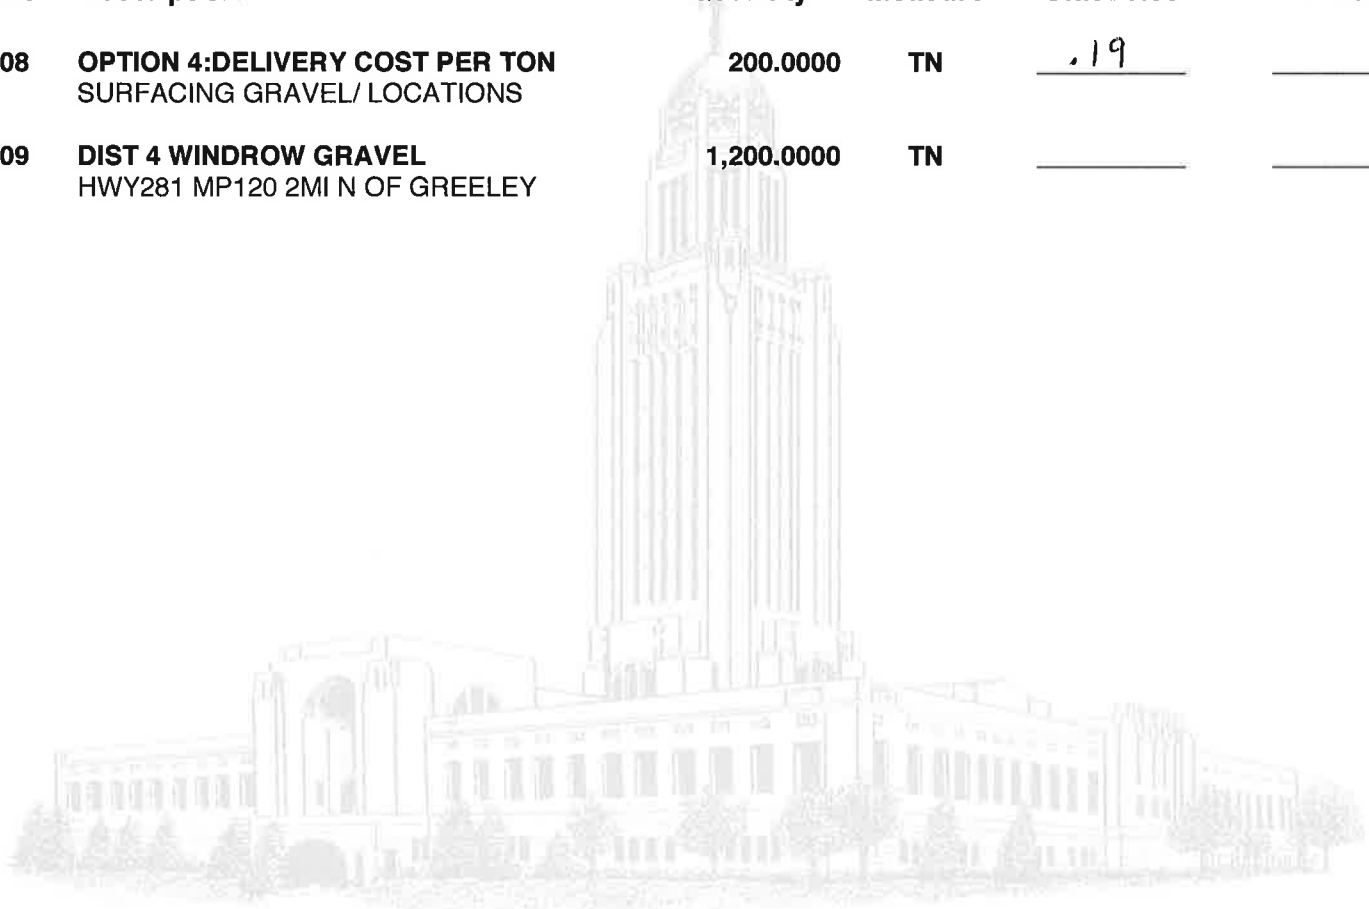 08 OPTION 4:DELIVERY COST PER TON 200.0000 TN .19
SURFACING GRAVEL/ LOCATIONS
09 DIST 4 WINDROW GRAVEL 1,200.0000 TN
HWY281 MP120 2MI N OF GREELEY